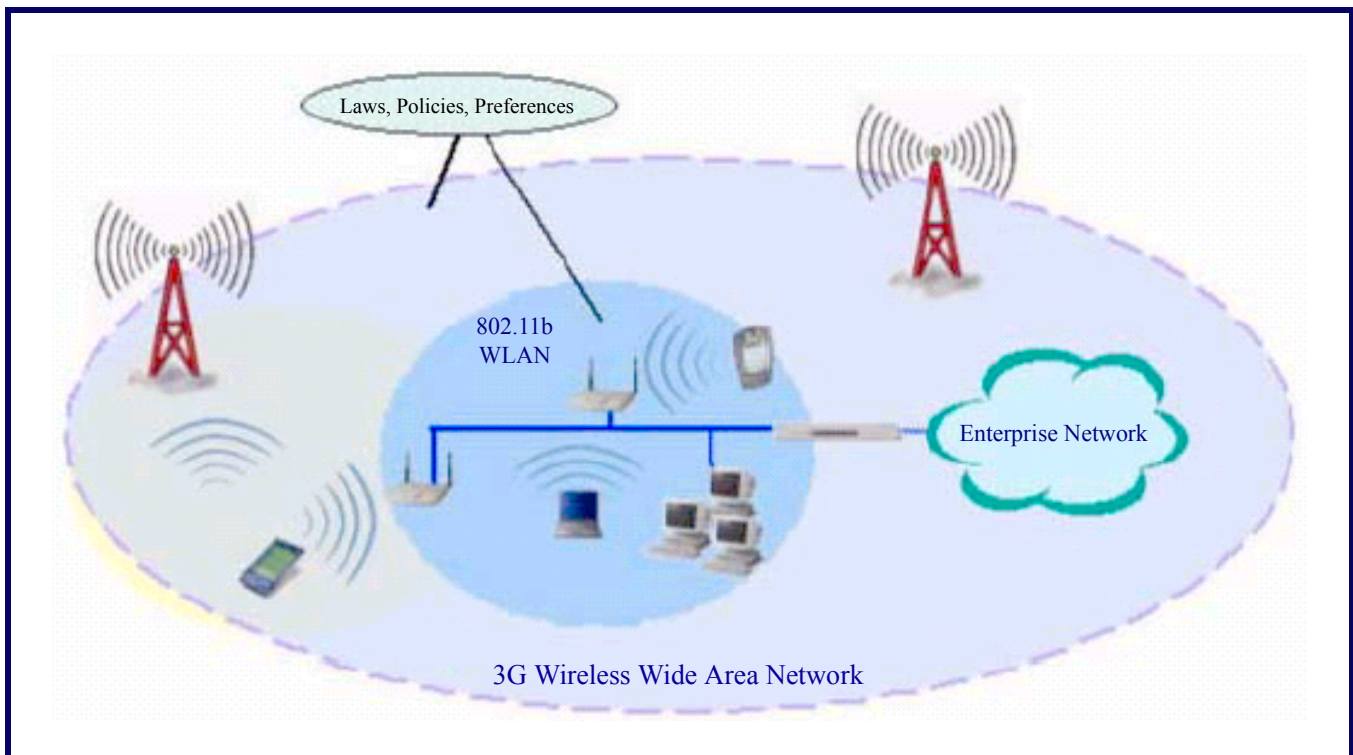 Laws, Policies, Preferences
802.11b
WLAN
Enterprise Network
3G Wireless Wide Area Network